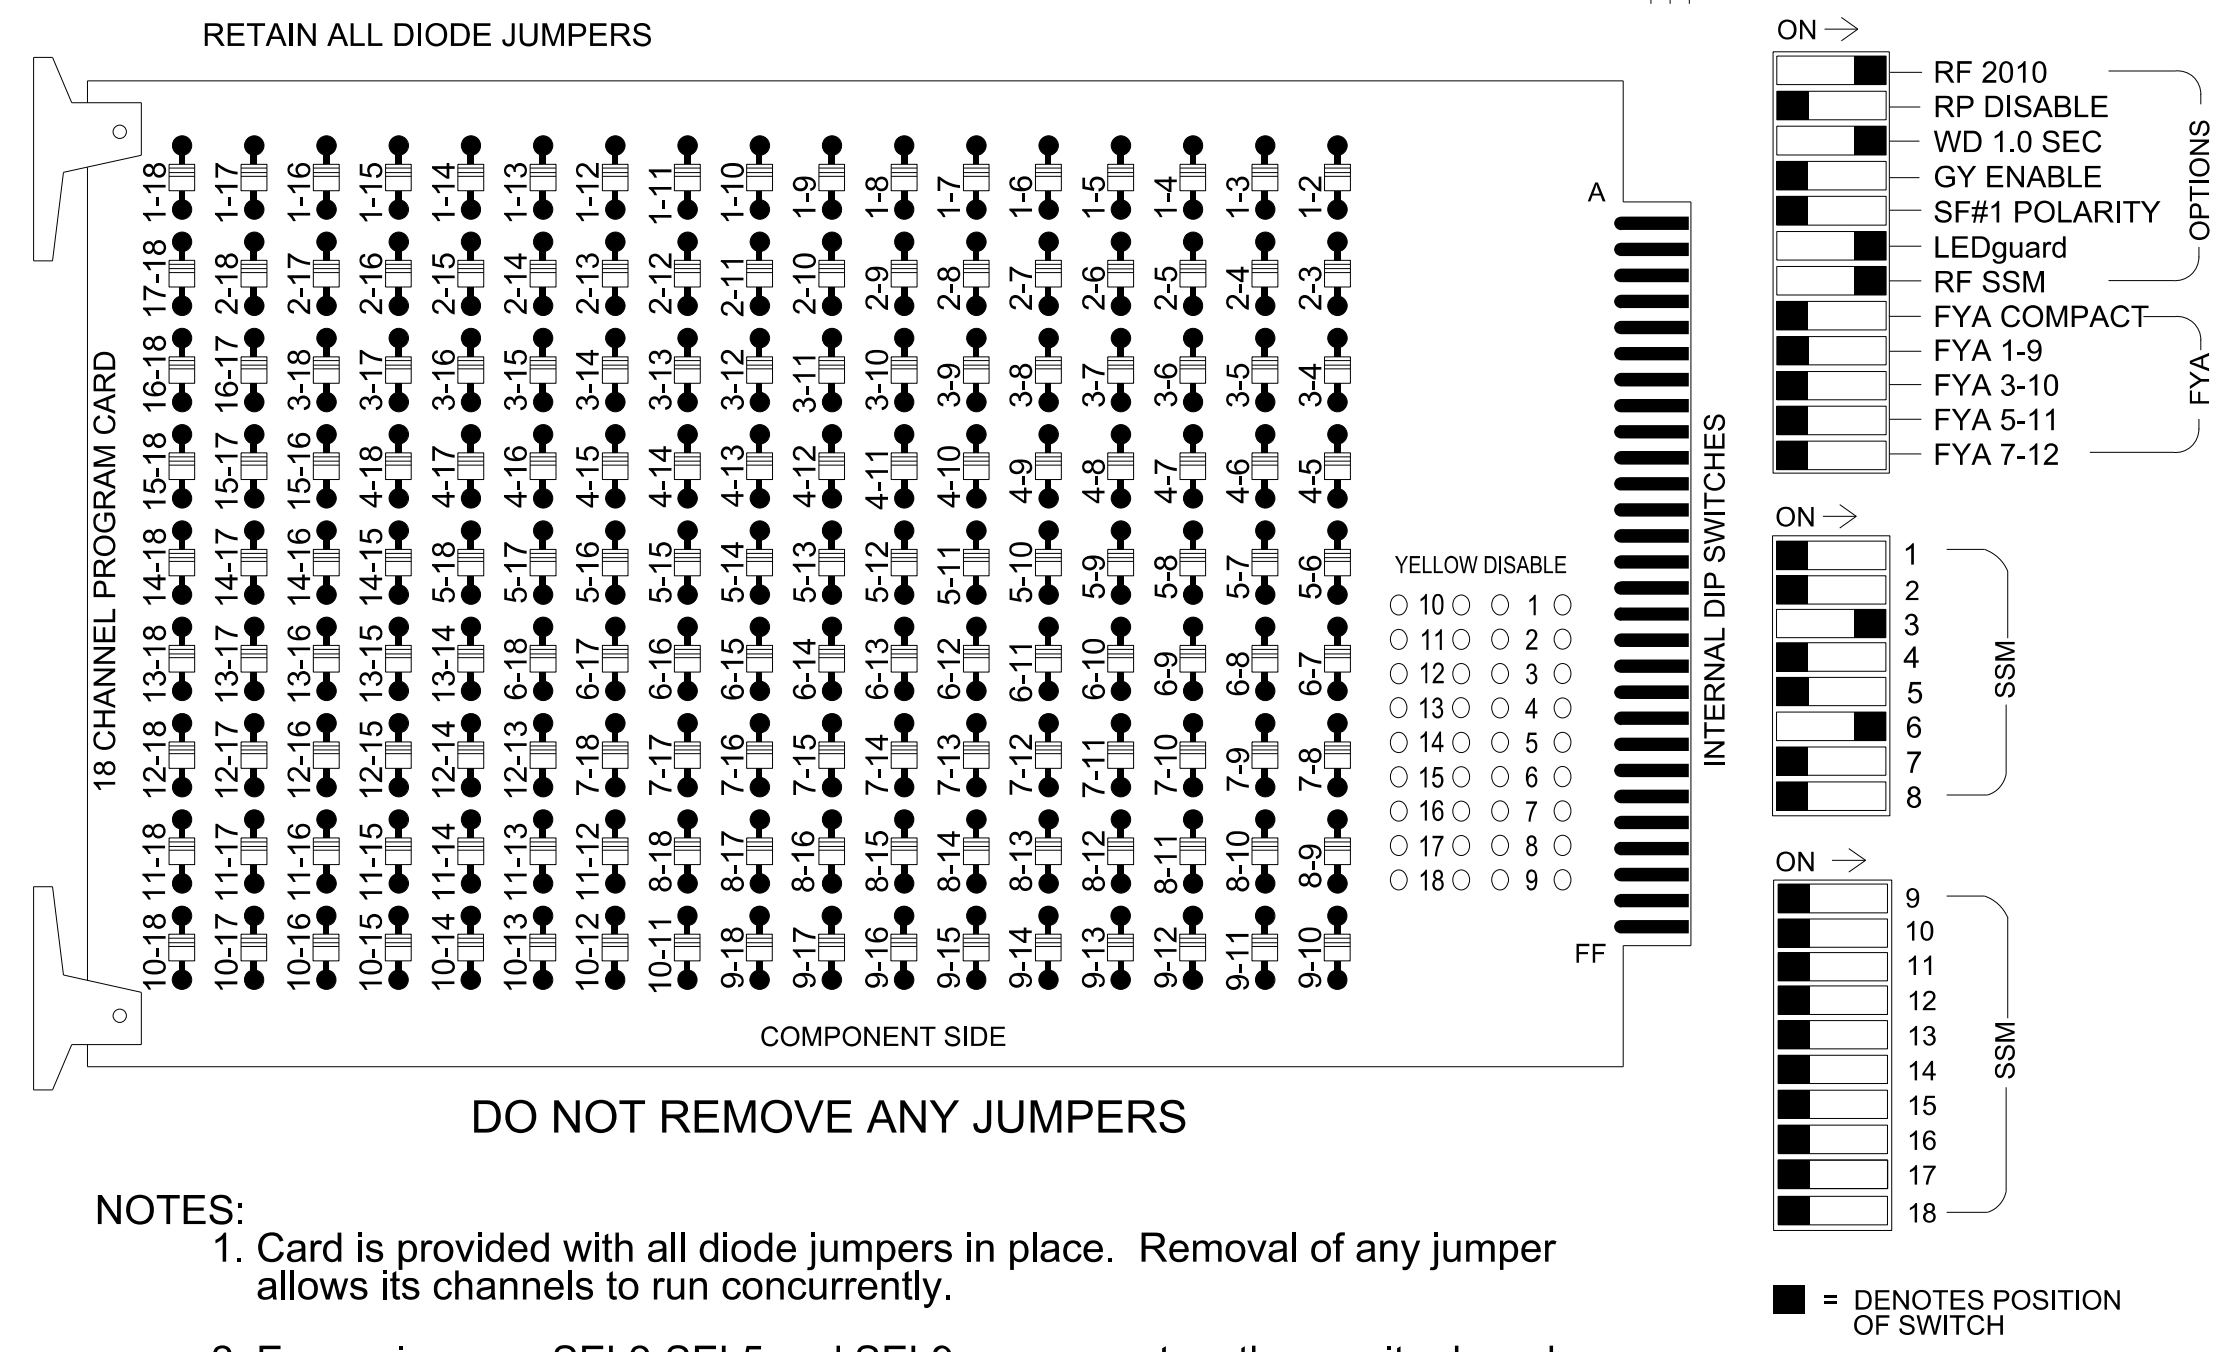 RETAIN ALL DIODE JUMPERS
18 CHANNEL PROGRAM CARD
1-18 1-17 1-16 1-15 1-14 1-13 1-12 1-11 1-10 1-9 1-8 1-7 1-6 1-5 1-4 1-3 1-2
17-18 2-18 2-17 2-16 2-15 2-14 2-13 2-12 2-11 2-10 2-9 2-8 2-7 2-6 2-5 2-4 2-3
16-18 16-17 3-18 3-17 3-16 3-15 3-14 3-13 3-12 3-11 3-10 3-9 3-8 3-7 3-6 3-5 3-4
15-18 15-17 15-16 4-18 4-17 4-16 4-15 4-14 4-13 4-12 4-11 4-10 4-9 4-8 4-7 4-6 4-5
14-18 14-17 14-16 14-15 5-18 5-17 5-16 5-15 5-14 5-13 5-12 5-11 5-10 5-9 5-8 5-7 5-6
13-18 13-17 13-16 13-15 13-14 6-18 6-17 6-16 6-15 6-14 6-13 6-12 6-11 6-10 6-9 6-8 6-7
12-18 12-17 12-16 12-15 12-14 12-13 7-18 7-17 7-16 7-15 7-14 7-13 7-12 7-11 7-10 7-9 7-8
11-18 11-17 11-16 11-15 11-14 11-13 11-12 8-18 8-17 8-16 8-15 8-14 8-13 8-12 8-11 8-10 8-9
10-18 10-17 10-16 10-15 10-14 10-13 10-12 10-11 9-18 9-17 9-16 9-15 9-14 9-13 9-12 9-11 9-10
A
YELLOW DISABLE
10 1
11 2
12 3
13 4
14 5
15 6
16 7
17 8
18 9
FF
COMPONENT SIDE
INTERNAL DIP SWITCHES
ON
RF 2010
RP DISABLE
WD 1.0 SEC
GY ENABLE
SF#1 POLARITY
LEDguard
RF SSM
OPTIONS
FYA COMPACT
FYA 1-9
FYA 3-10
FYA 5-11
FYA 7-12
FYA
ON
1
2
3
4
5
6
7
8
SSM
ON
9
10
11
12
13
14
15
16
17
18
SSM
= DENOTES POSITION
OF SWITCH
DO NOT REMOVE ANY JUMPERS
NOTES:
1. Card is provided with all diode jumpers in place. Removal of any jumper
allows its channels to run concurrently.